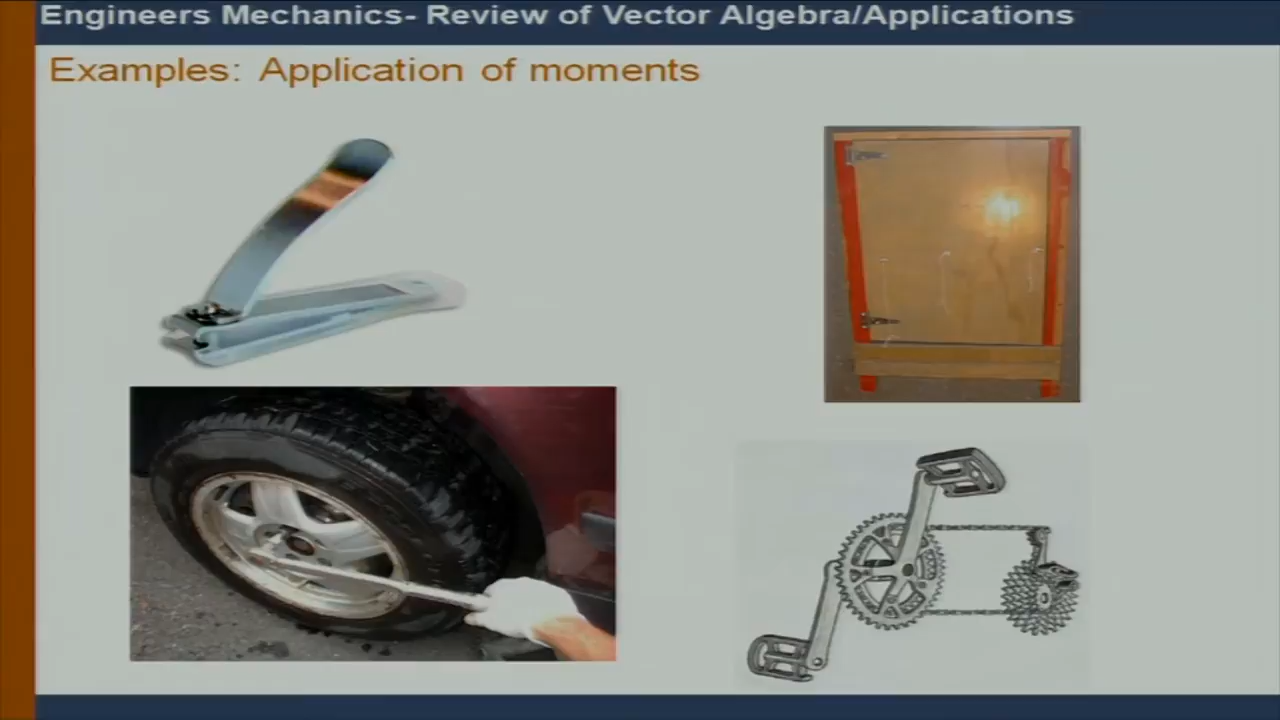 Engineers Mechanics- Review of Vector Algebra/Applications
Examples: Application of moments